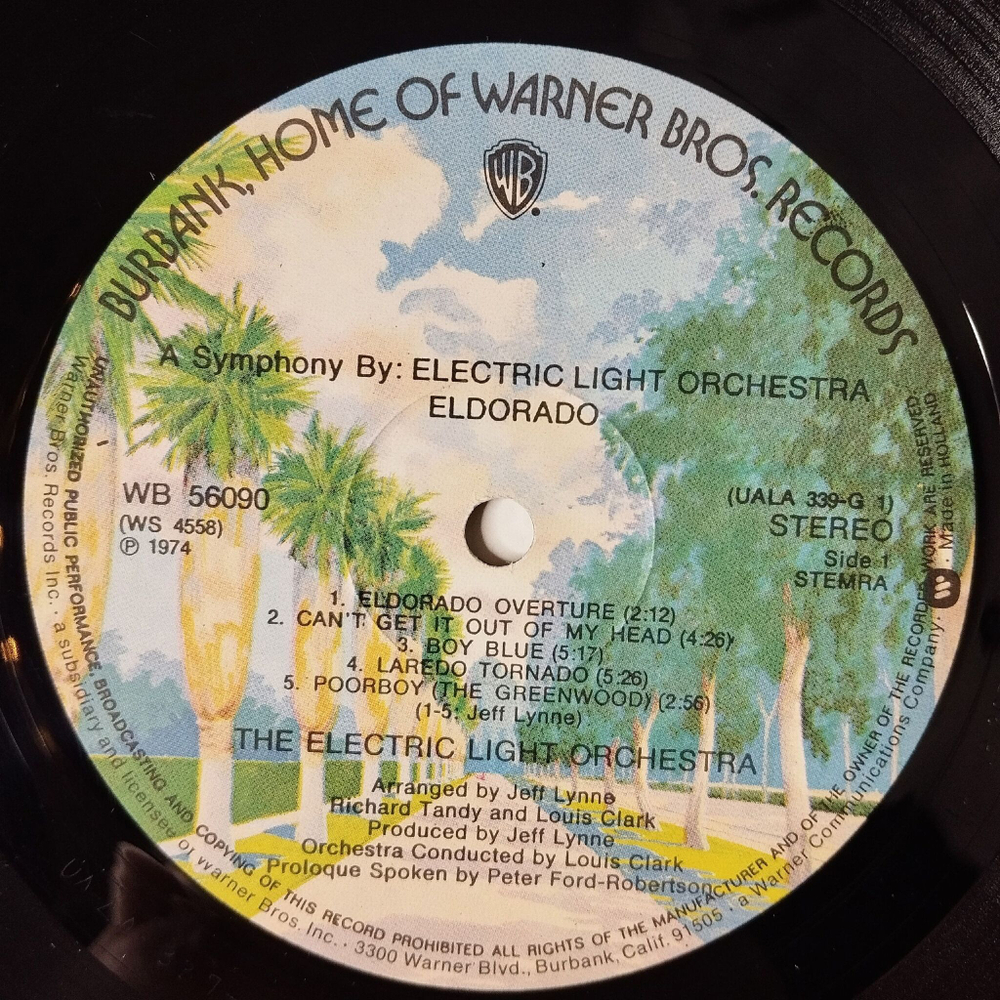 BURBANK, HOME OF WARNER BROS. RECORDS
WB
A Symphony By: ELECTRIC LIGHT ORCHESTRA
ELDORADO
WB 56090
(WS 4558)
Ⓟ 1974
(UALA 339-G 1)
STEREO
Side 1
STEMRA
1. ELDORADO OVERTURE (2:12)
2. CAN'T GET IT OUT OF MY HEAD (4:26)
3. BOY BLUE (5:17)
4. LAREDO TORNADO (5:26)
5. POORBOY (THE GREENWOOD) (2:56)
(1-5: Jeff Lynne)
THE ELECTRIC LIGHT ORCHESTRA
Arranged by Jeff Lynne
Richard Tandy and Louis Clark
Produced by Jeff Lynne
Orchestra Conducted by Louis Clark
Proloque Spoken by Peter Ford-Robertson
UNAUTHORIZED PUBLIC PERFORMANCE, BROADCASTING AND COPYING OF THIS RECORD PROHIBITED ALL RIGHTS OF THE MANUFACTURER AND OF THE OWNER OF THE RECORDED WORK ARE RESERVED
Warner Bros. Records Inc. · a subsidiary and licensee of Warner Bros. Inc. · 3300 Warner Blvd., Burbank, Calif. 91505 · a Warner Communications Company. · Made in HOLLAND